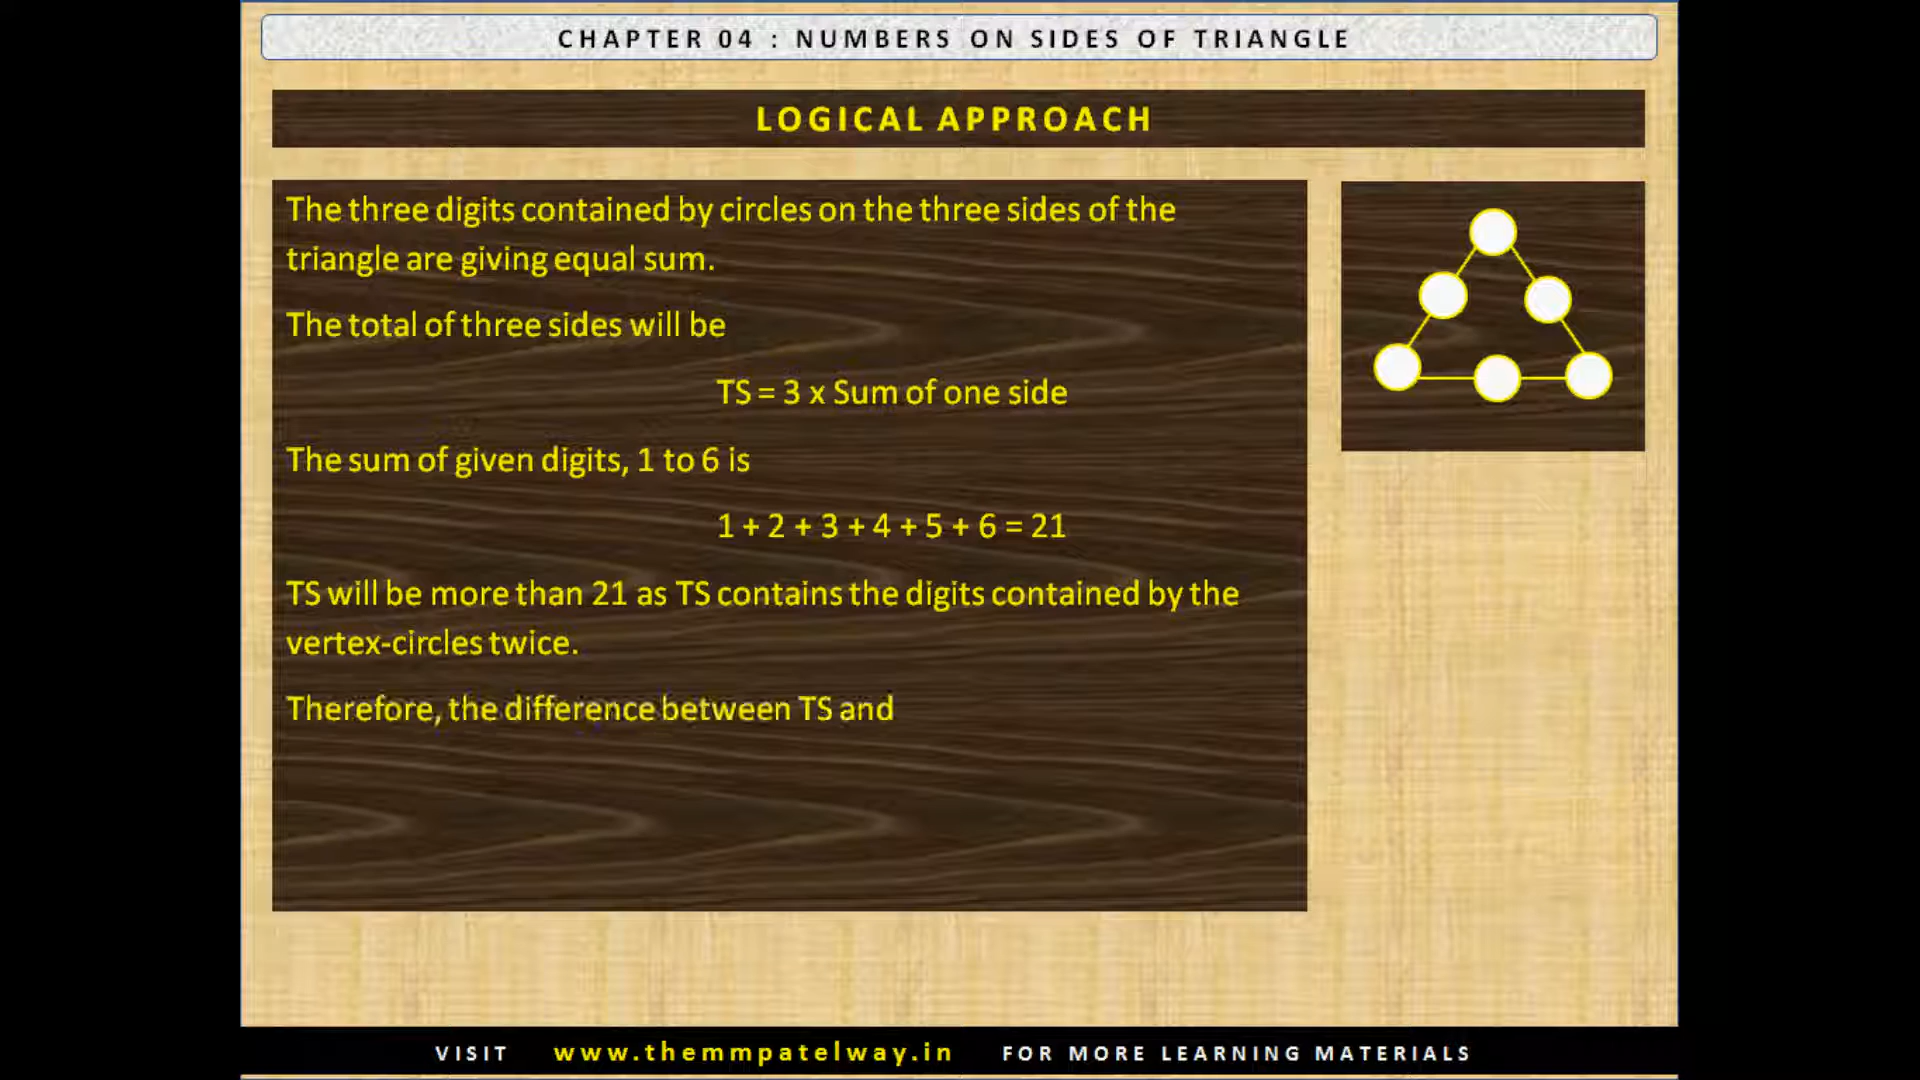 CHAPTER 04 : NUMBERS ON SIDES OF TRIANGLE
LOGICAL APPROACH
The three digits contained by circles on the three sides of the
triangle are giving equal sum.
The total of three sides will be
TS = 3 x Sum of one side
The sum of given digits, 1 to 6 is
1 + 2 + 3 + 4 + 5 + 6 = 21
TS will be more than 21 as TS contains the digits contained by the
vertex-circles twice.
Therefore, the difference between TS and
VISIT www.themmpatelway.in FOR MORE LEARNING MATERIALS